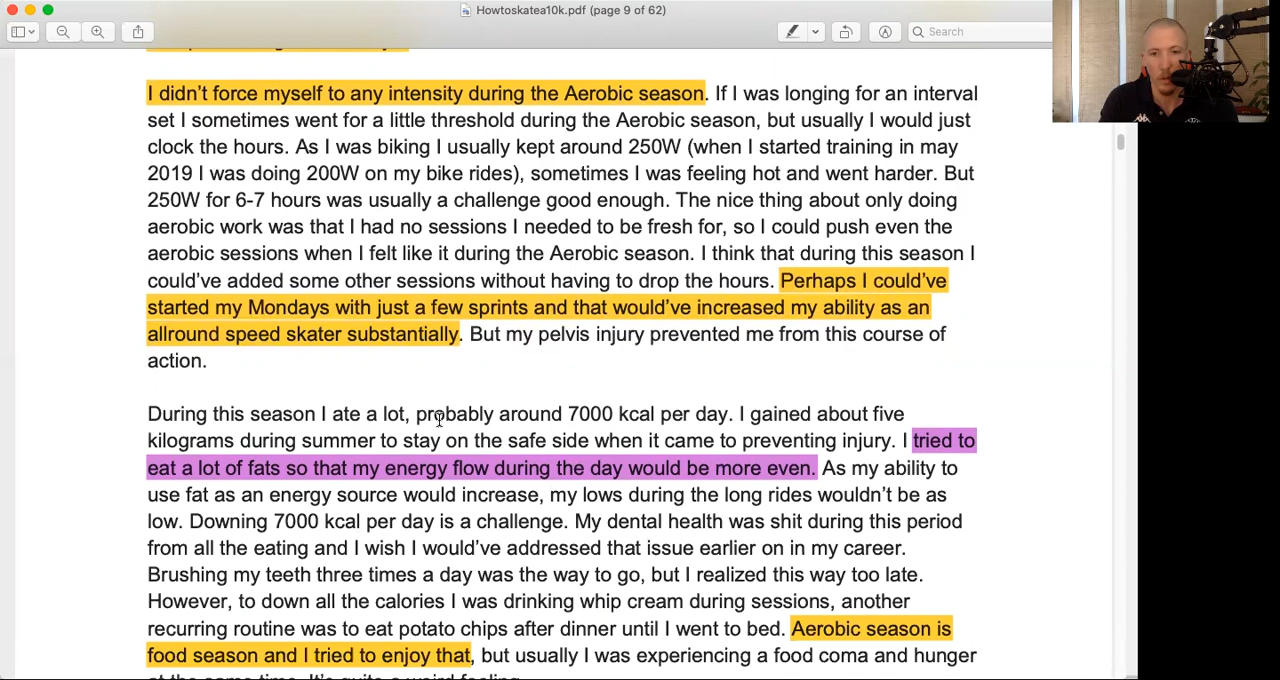 Howtoskatea10k.pdf (page 9 of 62)
Search
I didn't force myself to any intensity during the Aerobic season. If I was longing for an interval
set I sometimes went for a little threshold during the Aerobic season, but usually I would just
clock the hours. As I was biking I usually kept around 250W (when I started training in may
2019 I was doing 200W on my bike rides), sometimes I was feeling hot and went harder. But
250W for 6-7 hours was usually a challenge good enough. The nice thing about only doing
aerobic work was that I had no sessions I needed to be fresh for, so I could push even the
aerobic sessions when I felt like it during the Aerobic season. I think that during this season I
could've added some other sessions without having to drop the hours. Perhaps I could've
started my Mondays with just a few sprints and that would've increased my ability as an
allround speed skater substantially. But my pelvis injury prevented me from this course of
action.
During this season I ate a lot, probably around 7000 kcal per day. I gained about five
kilograms during summer to stay on the safe side when it came to preventing injury. I tried to
eat a lot of fats so that my energy flow during the day would be more even. As my ability to
use fat as an energy source would increase, my lows during the long rides wouldn't be as
low. Downing 7000 kcal per day is a challenge. My dental health was shit during this period
from all the eating and I wish I would've addressed that issue earlier on in my career.
Brushing my teeth three times a day was the way to go, but I realized this way too late.
However, to down all the calories I was drinking whip cream during sessions, another
recurring routine was to eat potato chips after dinner until I went to bed. Aerobic season is
food season and I tried to enjoy that, but usually I was experiencing a food coma and hunger
at the same time. It's quite a weird feeling.